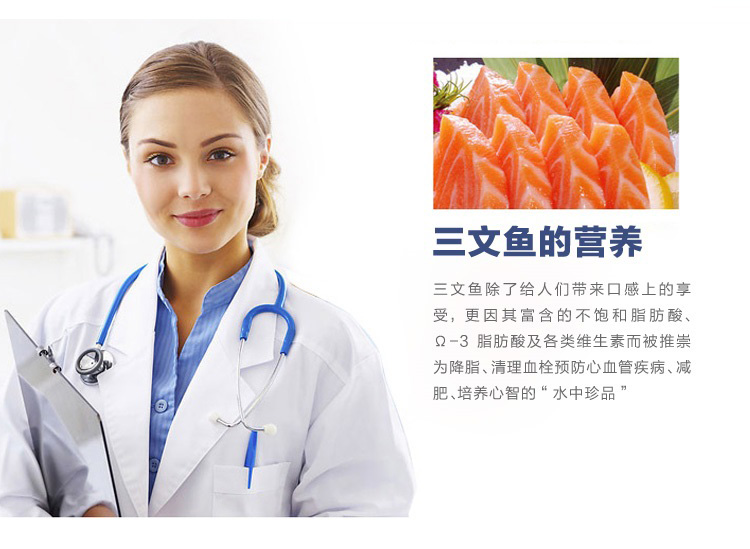 三文鱼的营养
三文鱼除了给人们带来口感上的享
受, 更因其富含的不饱和脂肪酸、
Ω-3 脂肪酸及各类维生素而被推崇
为降脂、清理血栓预防心血管疾病、减
肥、培养心智的 “ 水中珍品 ”